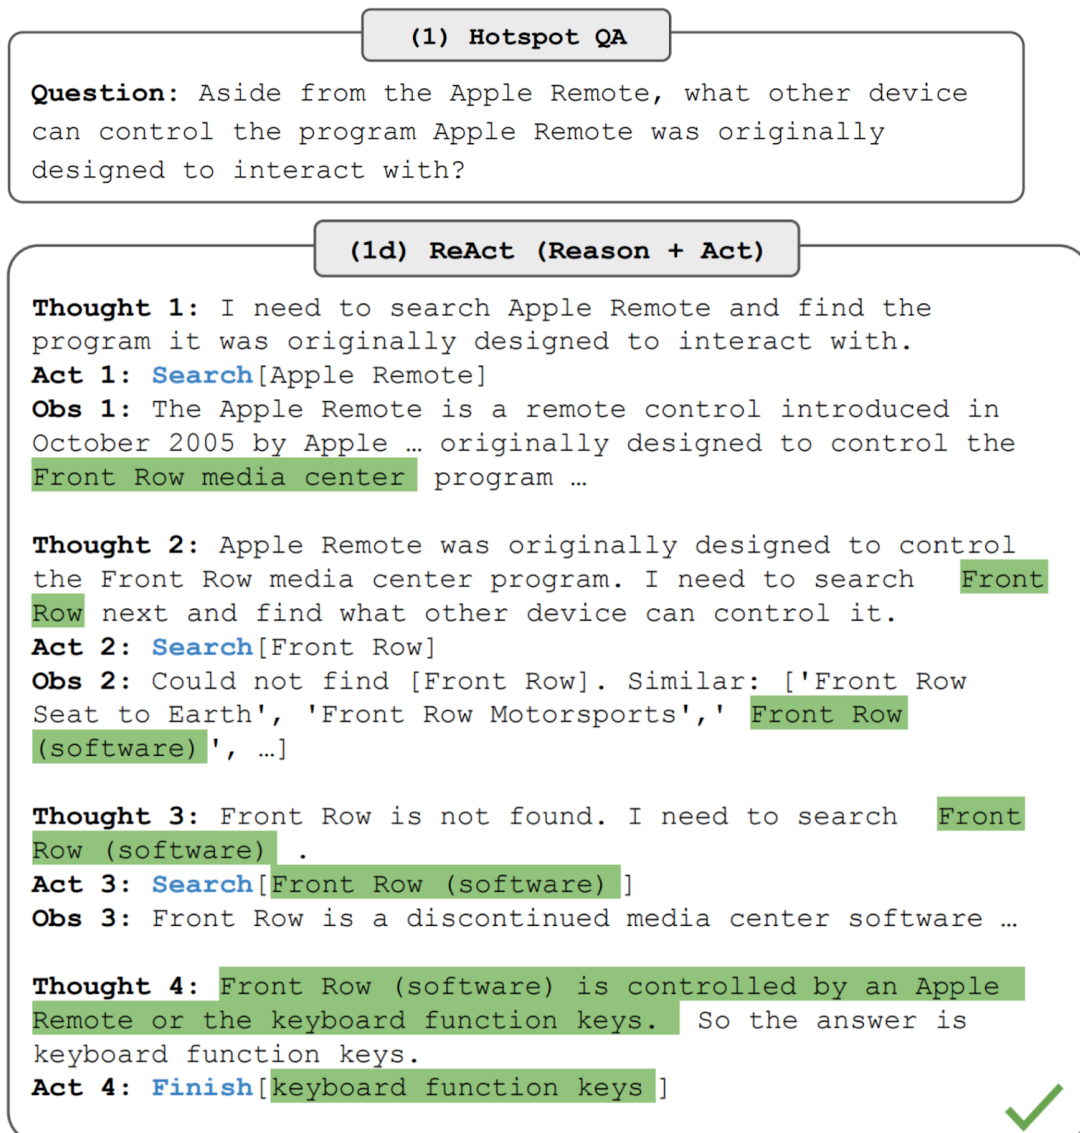 (1) Hotspot QA
Question: Aside from the Apple Remote, what other device
can control the program Apple Remote was originally
designed to interact with?
(1d) ReAct (Reason + Act)
Thought 1: I need to search Apple Remote and find the
program it was originally designed to interact with.
Act 1: Search[Apple Remote]
Obs 1: The Apple Remote is a remote control introduced in
October 2005 by Apple … originally designed to control the
Front Row media center program …
Thought 2: Apple Remote was originally designed to control
the Front Row media center program. I need to search Front
Row next and find what other device can control it.
Act 2: Search[Front Row]
Obs 2: Could not find [Front Row]. Similar: ['Front Row
Seat to Earth', 'Front Row Motorsports',' Front Row
(software)', …]
Thought 3: Front Row is not found. I need to search Front
Row (software) .
Act 3: Search[Front Row (software) ]
Obs 3: Front Row is a discontinued media center software …
Thought 4: Front Row (software) is controlled by an Apple
Remote or the keyboard function keys. So the answer is
keyboard function keys.
Act 4: Finish[keyboard function keys ]